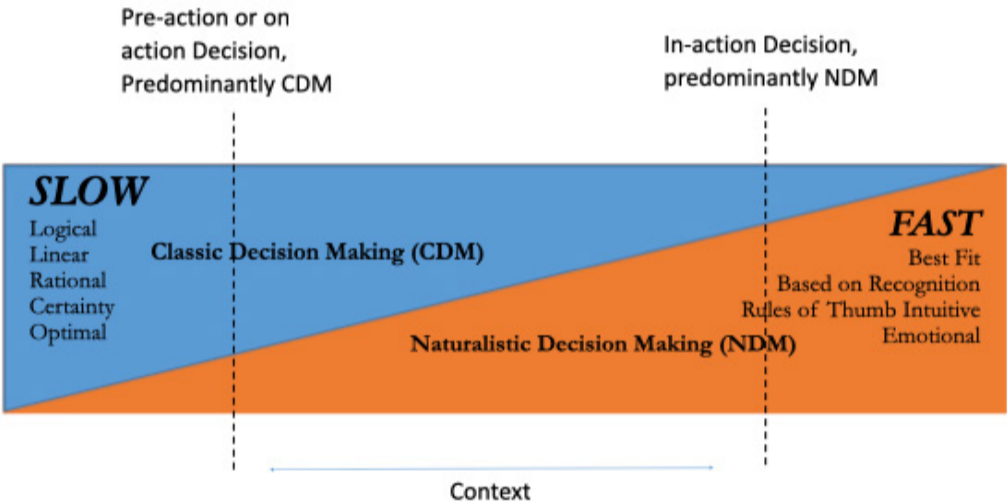 Pre-action or on
action Decision,
Predominantly CDM
In-action Decision,
predominantly NDM
SLOW
Logical
Linear
Rational
Certainty
Optimal
Classic Decision Making (CDM)
FAST
Best Fit
Based on Recognition
Rules of Thumb Intuitive
Emotional
Naturalistic Decision Making (NDM)
Context